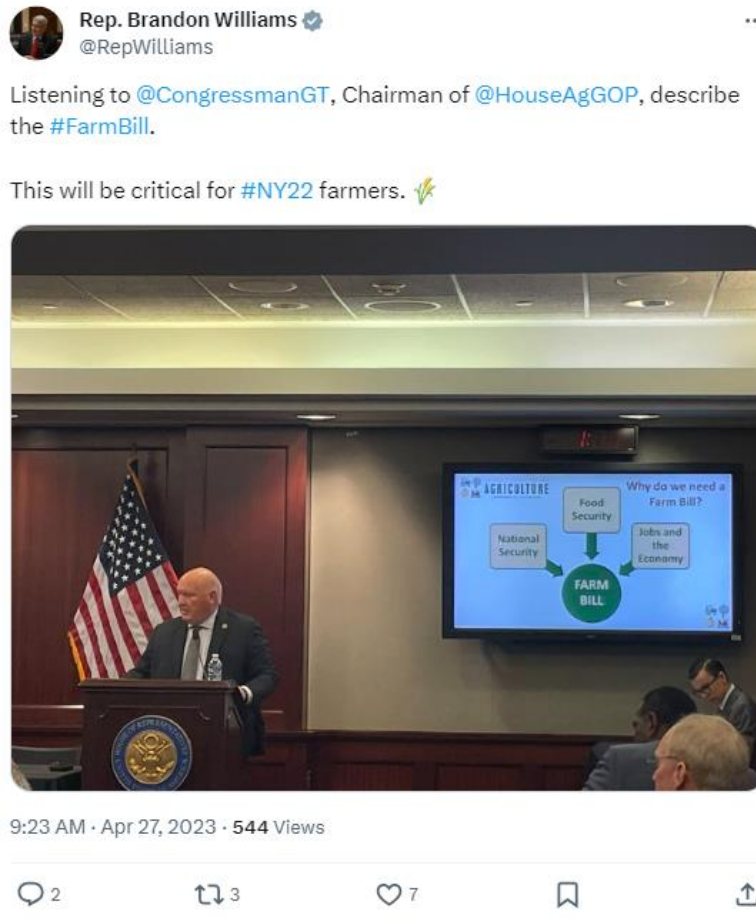 Rep. Brandon Williams
@RepWilliams
Listening to @CongressmanGT, Chairman of @HouseAgGOP, describe
the #FarmBill.
This will be critical for #NY22 farmers.
AGRICULTURE
Why do we need a
Farm Bill?
Food
Security
National
Security
Jobs and
the
Economy
FARM
BILL
9:23 AM · Apr 27, 2023 · 544 Views
2
3
7